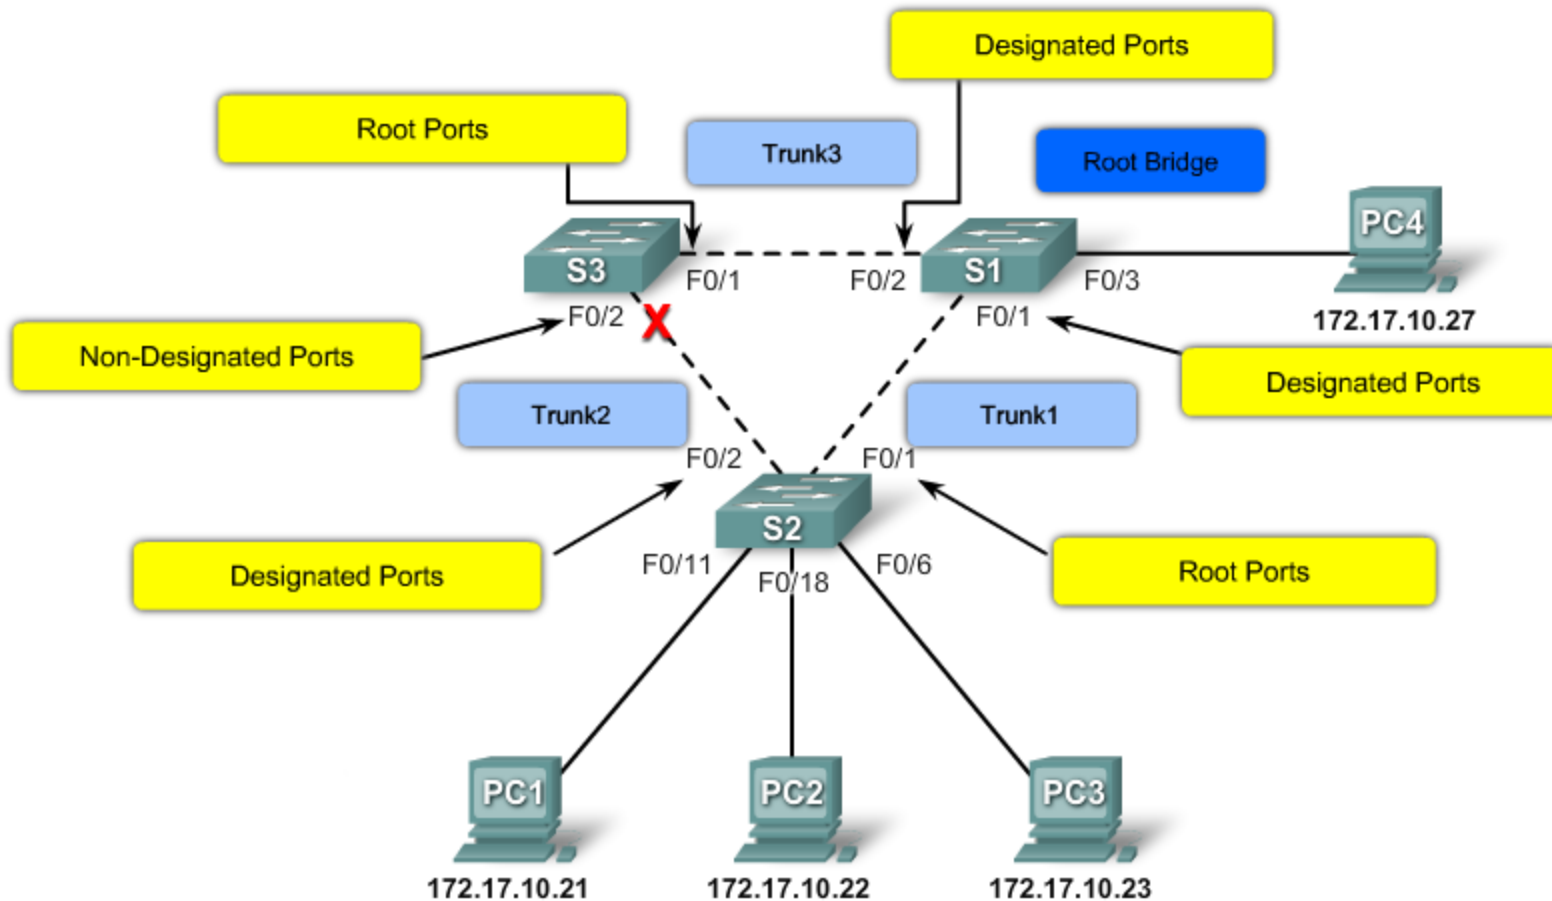 Designated Ports
Root Ports
Trunk3
Root Bridge
PC4
S3
S1
F0/1
F0/2
F0/3
F0/2
X
F0/1
172.17.10.27
Non-Designated Ports
Designated Ports
Trunk2
Trunk1
F0/2
F0/1
S2
F0/11
F0/18
F0/6
Designated Ports
Root Ports
PC1
PC2
PC3
172.17.10.21
172.17.10.22
172.17.10.23